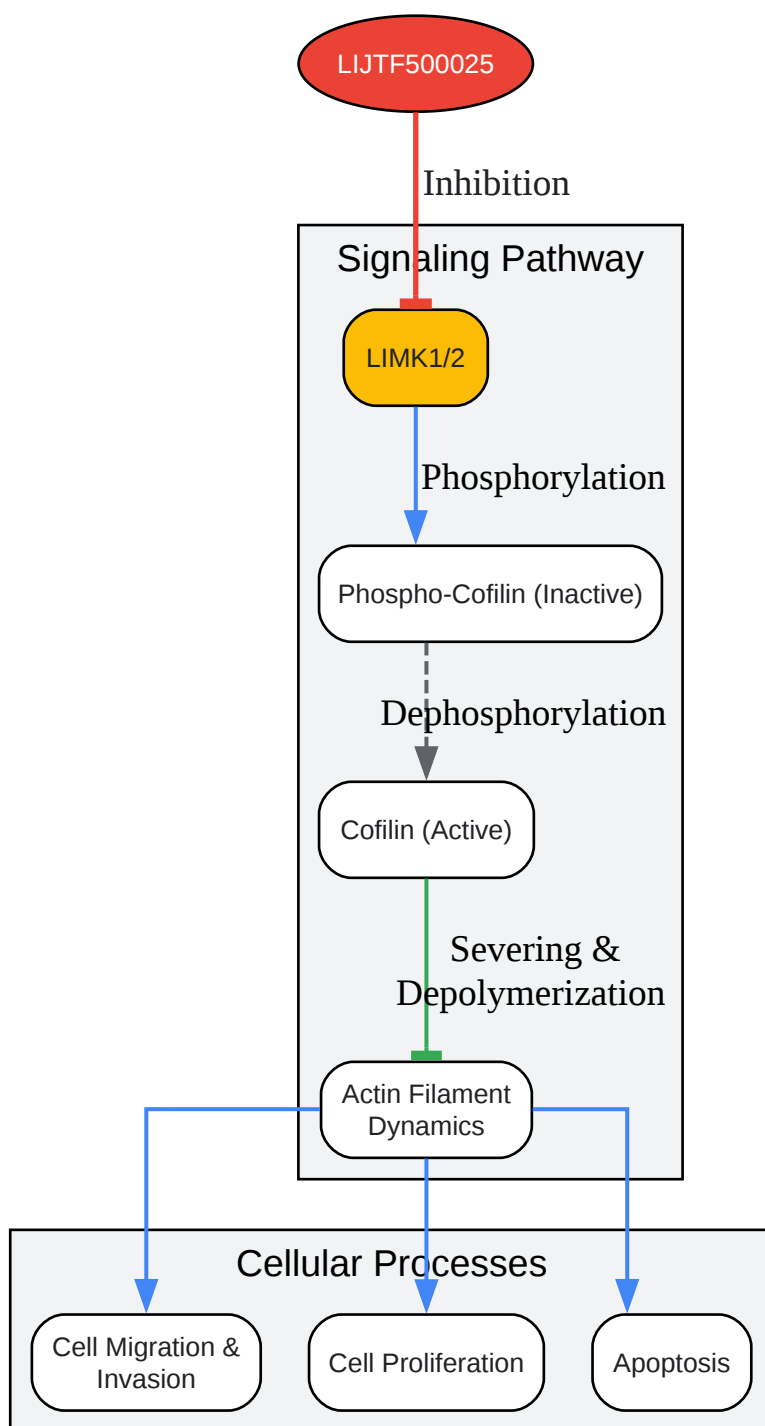 LIJTF500025
Inhibition
Signaling Pathway
LIMK1/2
Phosphorylation
Phospho-Cofilin (Inactive)
Dephosphorylation
Cofilin (Active)
Severing &
Depolymerization
Actin Filament
Dynamics
Cellular Processes
Cell Migration &
Invasion
Cell Proliferation
Apoptosis